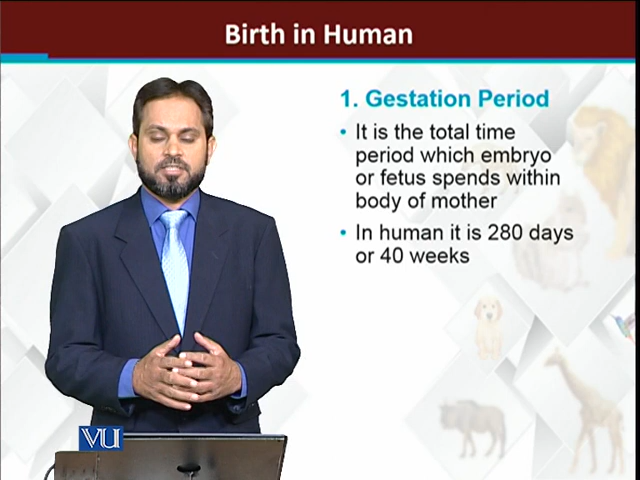 Birth in Human
1. Gestation Period
• It is the total time
period which embryo
or fetus spends within
body of mother
• In human it is 280 days
or 40 weeks
VU